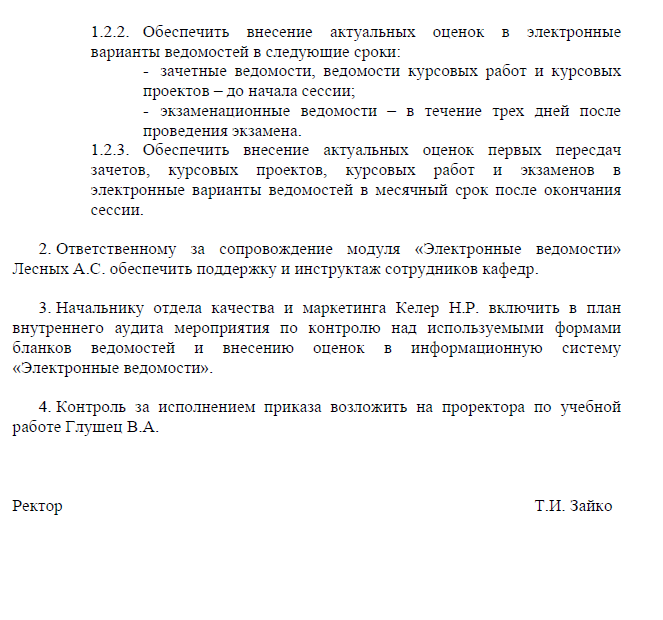 1.2.2. Обеспечить внесение актуальных оценок в электронные
варианты ведомостей в следующие сроки:
- зачетные ведомости, ведомости курсовых работ и курсовых
проектов – до начала сессии;
- экзаменационные ведомости – в течение трех дней после
проведения экзамена.
1.2.3. Обеспечить внесение актуальных оценок первых пересдач
зачетов, курсовых проектов, курсовых работ и экзаменов в
электронные варианты ведомостей в месячный срок после окончания
сессии.
2. Ответственному за сопровождение модуля «Электронные ведомости»
Лесных А.С. обеспечить поддержку и инструктаж сотрудников кафедр.
3. Начальнику отдела качества и маркетинга Келер Н.Р. включить в план
внутреннего аудита мероприятия по контролю над используемыми формами
бланков ведомостей и внесению оценок в информационную систему
«Электронные ведомости».
4. Контроль за исполнением приказа возложить на проректора по учебной
работе Глушец В.А.
Ректор Т.И. Зайко